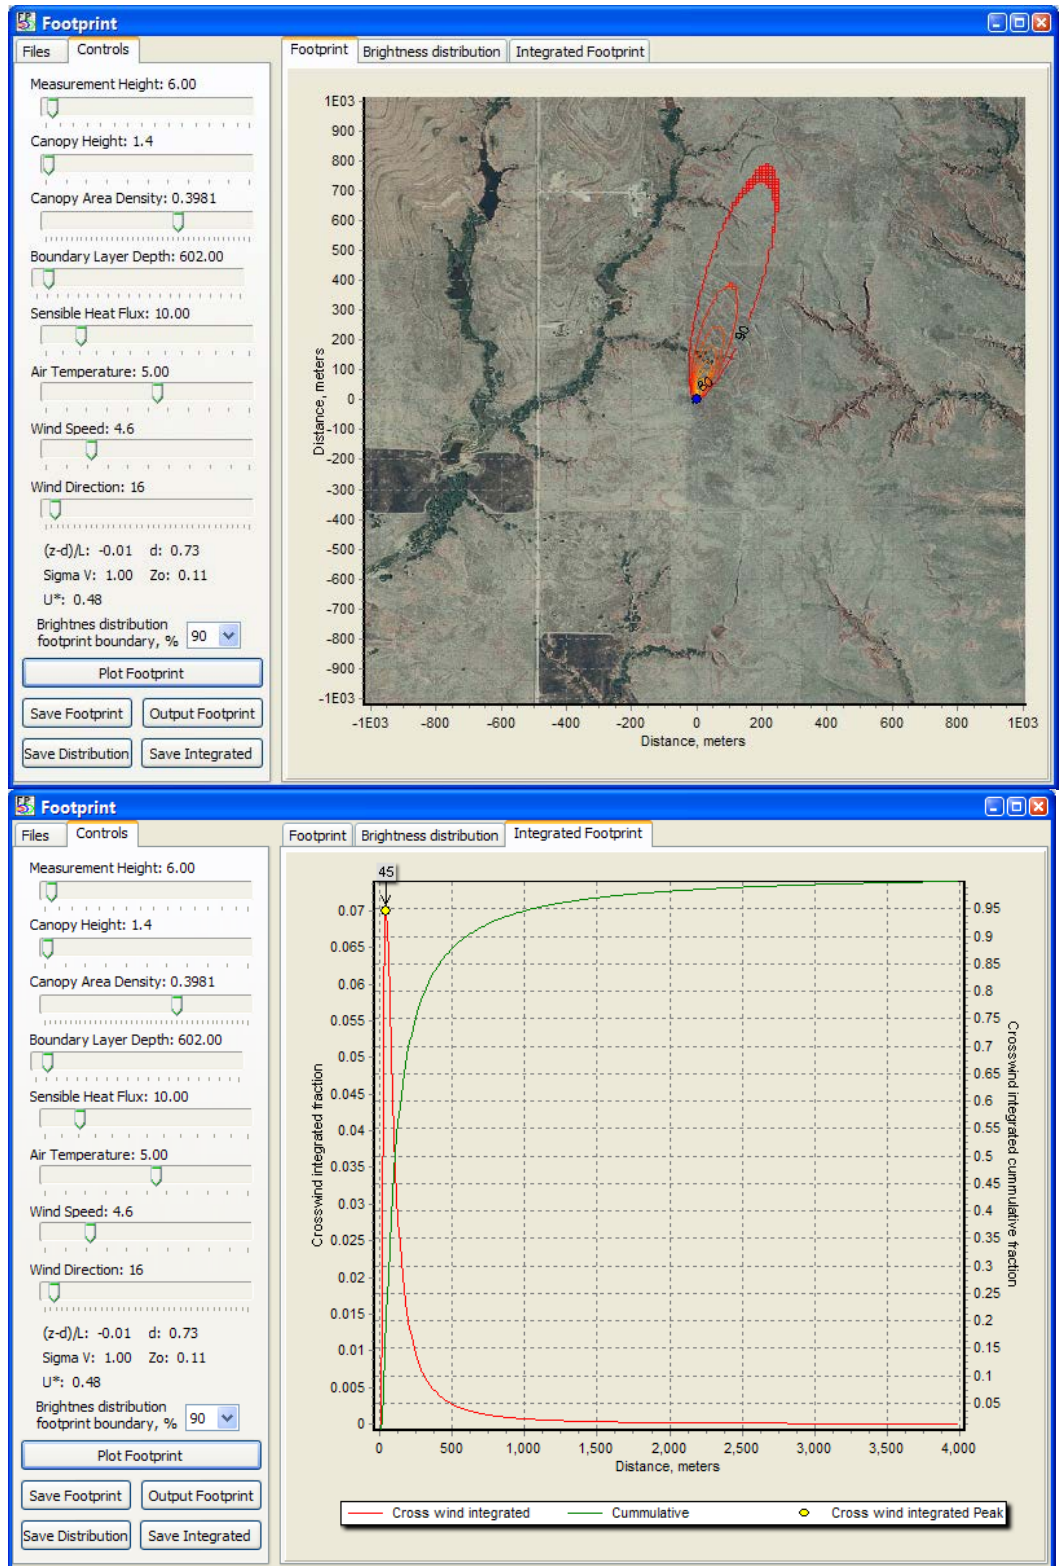 Footprint
Files Controls
Footprint Brightness distribution Integrated Footprint
Measurement Height: 6.00
Canopy Height: 1.4
Canopy Area Density: 0.3981
Boundary Layer Depth: 602.00
Sensible Heat Flux: 10.00
Air Temperature: 5.00
Wind Speed: 4.6
Wind Direction: 16
(z-d)/L: -0.01 d: 0.73
Sigma V: 1.00 Zo: 0.11
U*: 0.48
Brightnes distribution
footprint boundary, % 90
Plot Footprint
Save Footprint Output Footprint
Save Distribution Save Integrated
1E03
900
800
700
600
500
400
300
200
100
0
-100
-200
-300
-400
-500
-600
-700
-800
-900
-1E03
Distance, meters
90
80
-1E03 -800 -600 -400 -200 0 200 400 600 800 1E03
Distance, meters
Footprint
Files Controls
Footprint Brightness distribution Integrated Footprint
Measurement Height: 6.00
Canopy Height: 1.4
Canopy Area Density: 0.3981
Boundary Layer Depth: 602.00
Sensible Heat Flux: 10.00
Air Temperature: 5.00
Wind Speed: 4.6
Wind Direction: 16
(z-d)/L: -0.01 d: 0.73
Sigma V: 1.00 Zo: 0.11
U*: 0.48
Brightnes distribution
footprint boundary, % 90
Plot Footprint
Save Footprint Output Footprint
Save Distribution Save Integrated
45
0.07
0.065
0.06
0.055
0.05
0.045
0.04
0.035
0.03
0.025
0.02
0.015
0.01
0.005
0
Crosswind integrated fraction
0.95
0.9
0.85
0.8
0.75
0.7
0.65
0.6
0.55
0.5
0.45
0.4
0.35
0.3
0.25
0.2
0.15
0.1
0.05
Crosswind integrated cummulative fraction
0 500 1,000 1,500 2,000 2,500 3,000 3,500 4,000
Distance, meters
Cross wind integrated Cummulative Cross wind integrated Peak